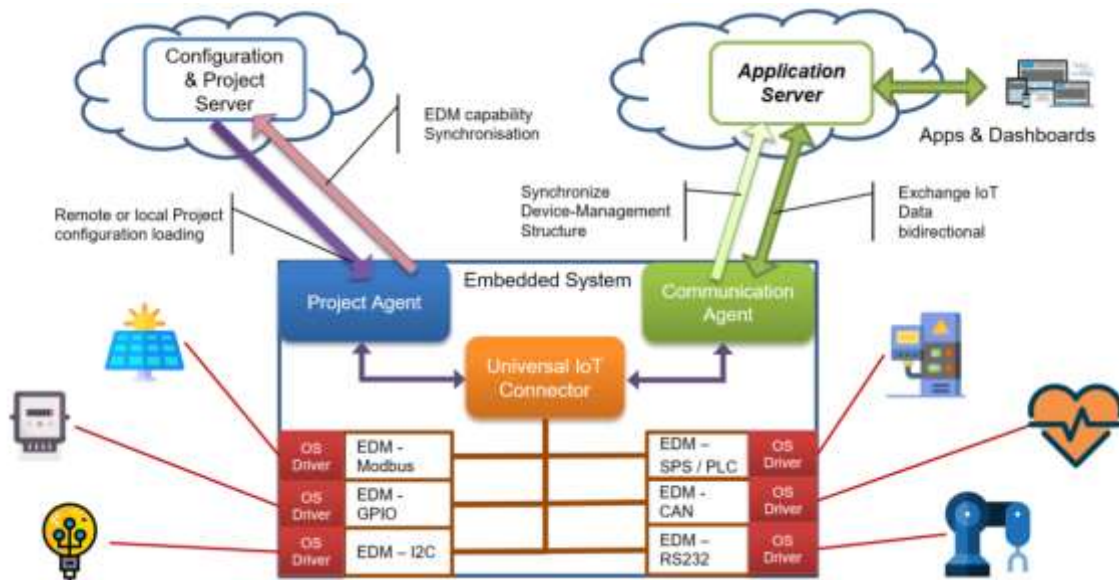 Configuration
& Project
Server
Application
Server
Apps & Dashboards
EDM capability
Synchronisation
Remote or local Project
configuration loading
Synchronize
Device-Management
Structure
Exchange IoT
Data
bidirectional
Embedded System
Project Agent
Communication
Agent
Universal IoT
Connector
OS
Driver
EDM -
Modbus
EDM –
SPS / PLC
OS
Driver
OS
Driver
EDM -
GPIO
EDM -
CAN
OS
Driver
OS
Driver
EDM – I2C
EDM –
RS232
OS
Driver